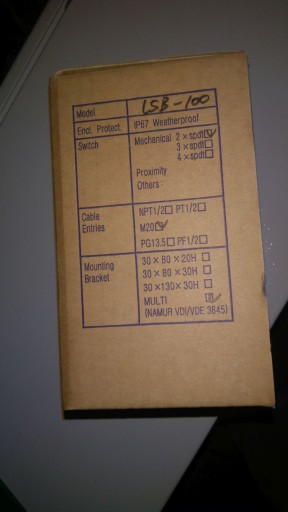 Model LSB-100
Encl. Protect. IP67 Weatherproof
Switch Mechanical 2 x spdt
3 x spdt
4 x spdt
Proximity
Others:
Cable NPT1/2 PT1/2
Entries M20
PG13.5 PF1/2
Mounting 30 x 80 x 20H
Bracket 30 x 80 x 30H
30 x 130 x 30H
MULTI
(NAMUR VDI/VDE 3845)